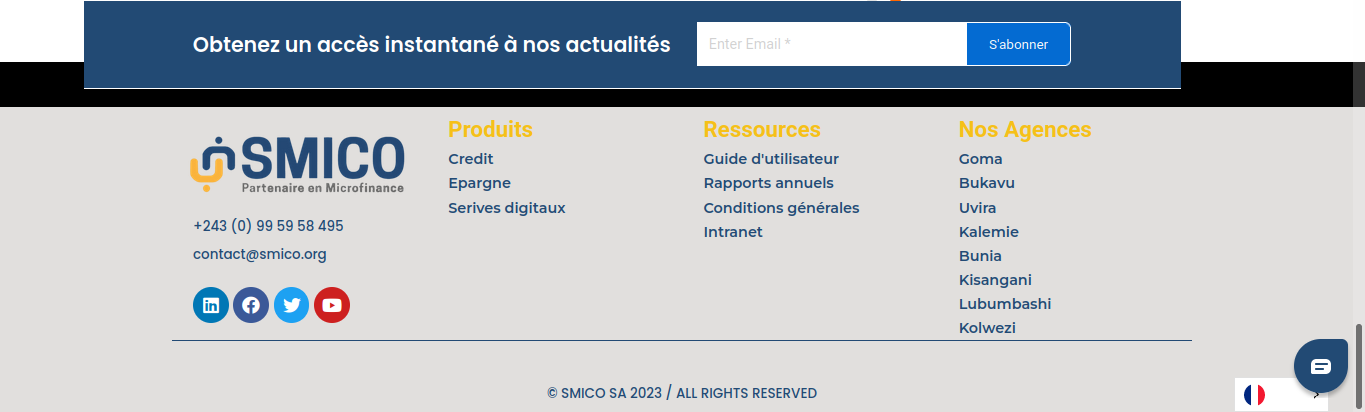 Obtenez un accès instantané à nos actualités
Enter Email *
S'abonner
SMICO
Partenaire en Microfinance
+243 (0) 99 59 58 495
contact@smico.org
Produits
Credit
Epargne
Serives digitaux
Ressources
Guide d'utilisateur
Rapports annuels
Conditions générales
Intranet
Nos Agences
Goma
Bukavu
Uvira
Kalemie
Bunia
Kisangani
Lubumbashi
Kolwezi
© SMICO SA 2023 / ALL RIGHTS RESERVED